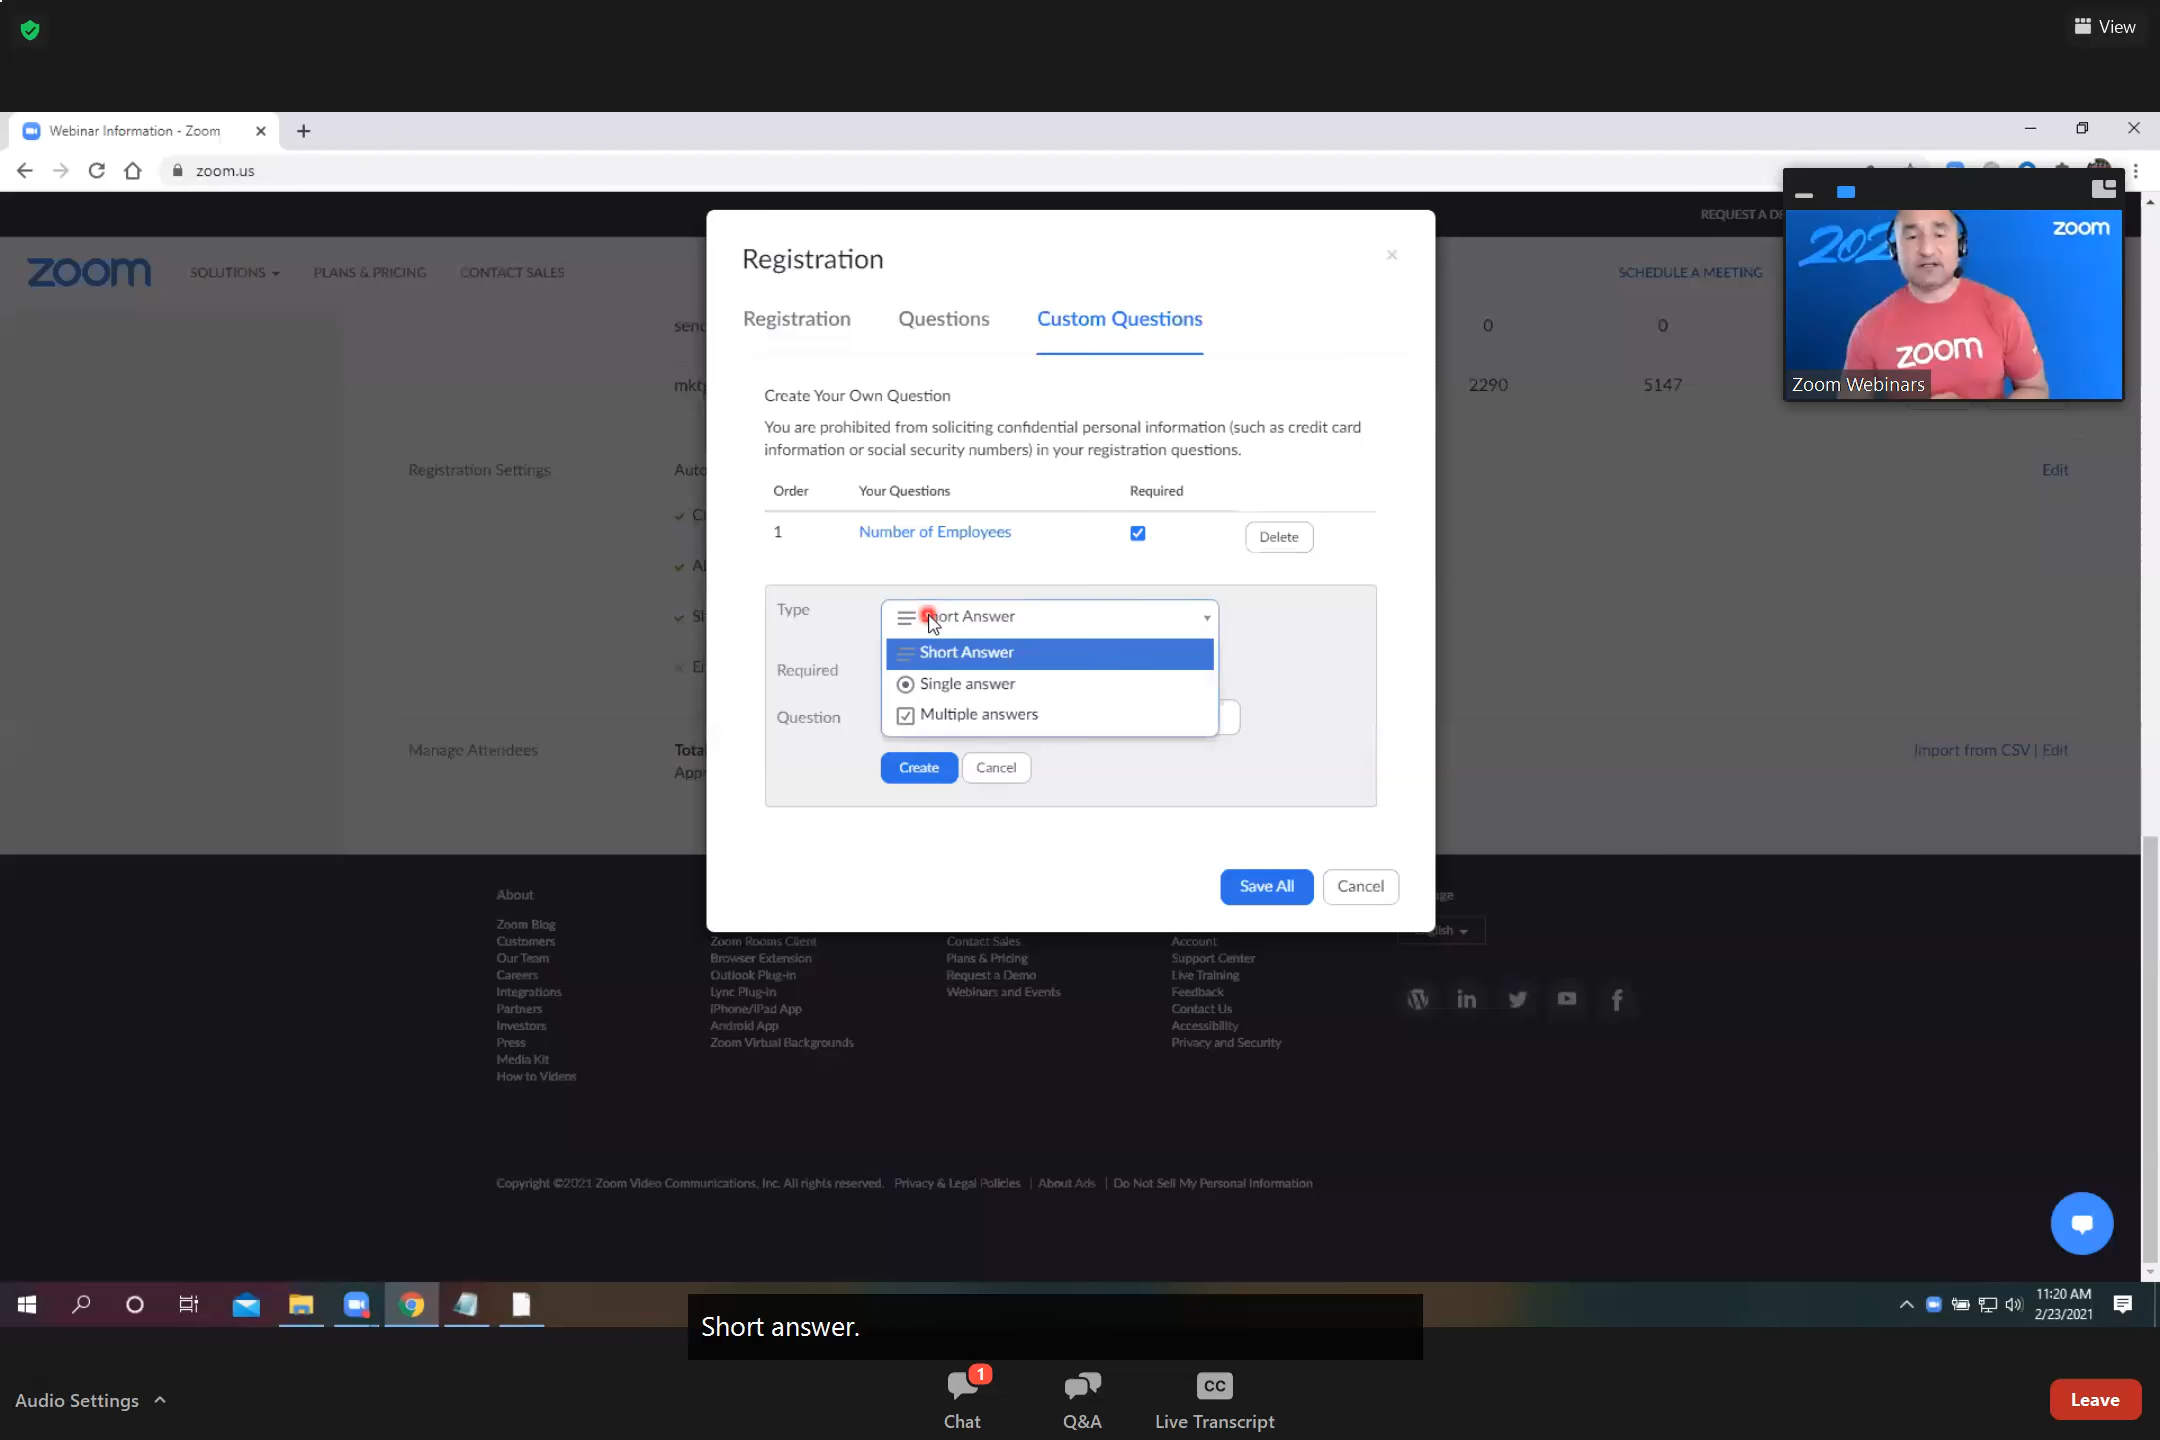 View
Webinar Information - Zoom
zoom.us
REQUEST A DE
zoom
SOLUTIONS
PLANS & PRICING
CONTACT SALES
SCHEDULE A MEETING
202
zoom
zoom
Zoom Webinars
Registration
Registration
Questions
Custom Questions
send
0
0
mktg
2290
5147
Create Your Own Question
You are prohibited from soliciting confidential personal information (such as credit card
information or social security numbers) in your registration questions.
Registration Settings
Auto
Edit
Order
Your Questions
Required
1
Number of Employees
Delete
Type
Short Answer
Short Answer
Required
Single answer
Question
Multiple answers
Create
Cancel
Manage Attendees
Tota
App
Import from CSV | Edit
Save All
Cancel
About
Zoom Blog
Customers
Our Team
Careers
Integrations
Partners
Investors
Press
Media Kit
How to Videos
Zoom Rooms Client
Browser Extension
Outlook Plug-in
Lync Plug-in
iPhone/iPad App
Android App
Zoom Virtual Backgrounds
Contact Sales
Plans & Pricing
Request a Demo
Webinars and Events
Account
Support Center
Live Training
Feedback
Contact Us
Accessibility
Privacy and Security
age
glish
Copyright ©2021 Zoom Video Communications, Inc. All rights reserved. Privacy & Legal Policies | About Ads | Do Not Sell My Personal Information
11:20 AM
2/23/2021
Short answer.
Audio Settings
1
Chat
Q&A
CC
Live Transcript
Leave